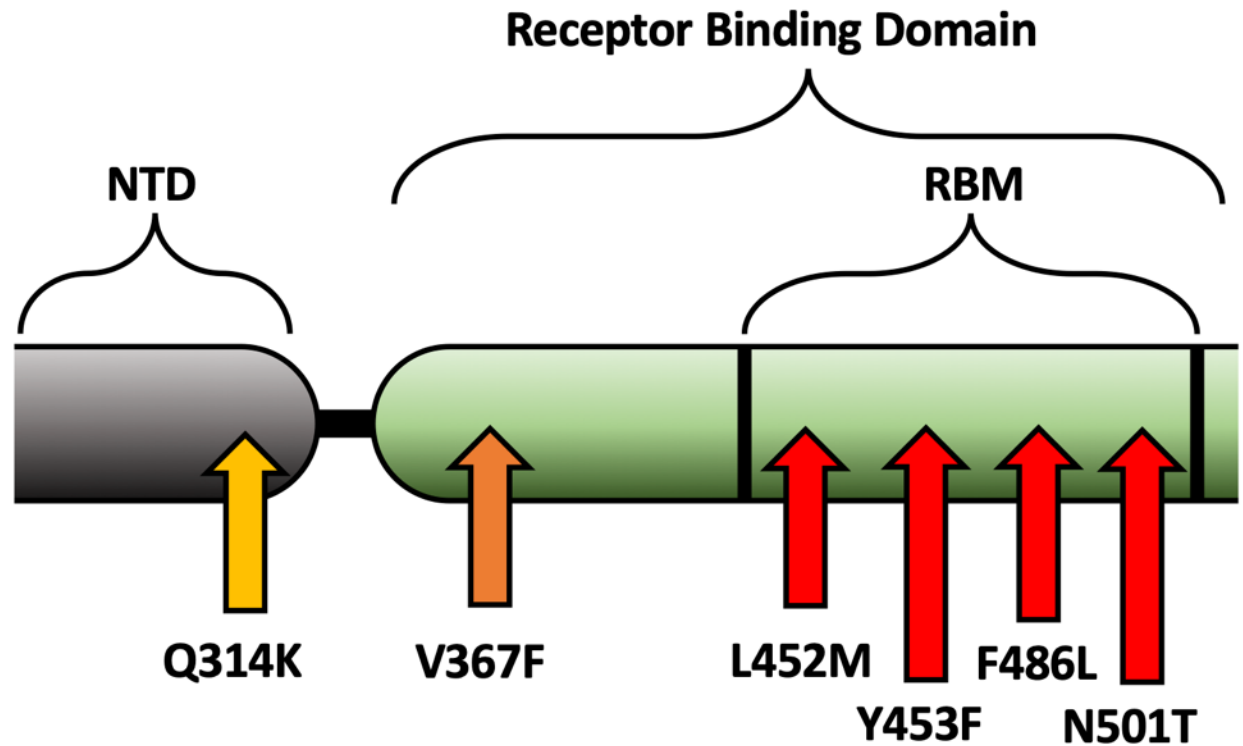 Receptor Binding Domain
NTD
RBM
Q314K
V367F
L452M
F486L
Y453F
N501T